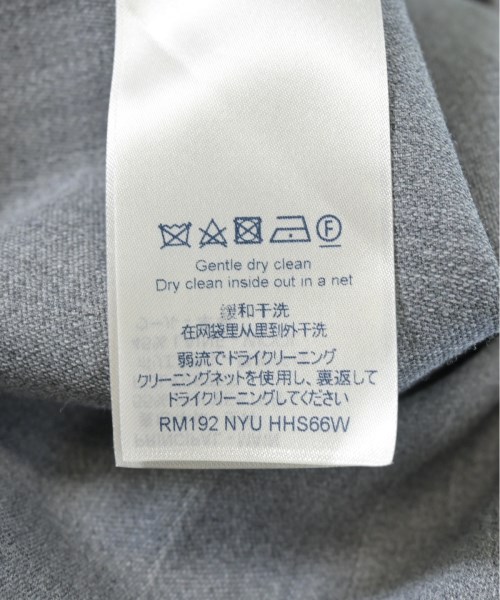 F
Gentle dry clean
Dry clean inside out in a net
缓和干洗
在网袋里从里到外干洗
弱流でドライクリーニング
クリーニングネットを使用し、裏返して
ドライクリーニングしてください
RM192 NYU HHS66W